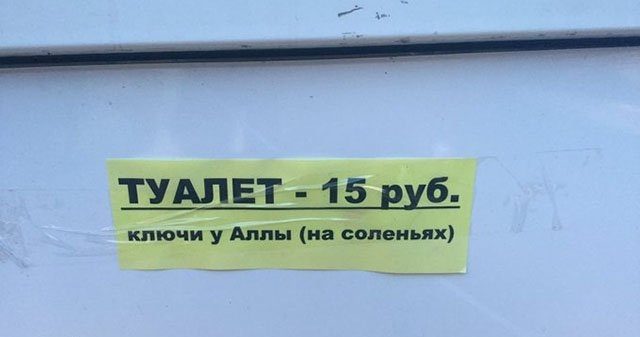 ТУАЛЕТ - 15 руб.
ключи у Аллы (на соленьях)